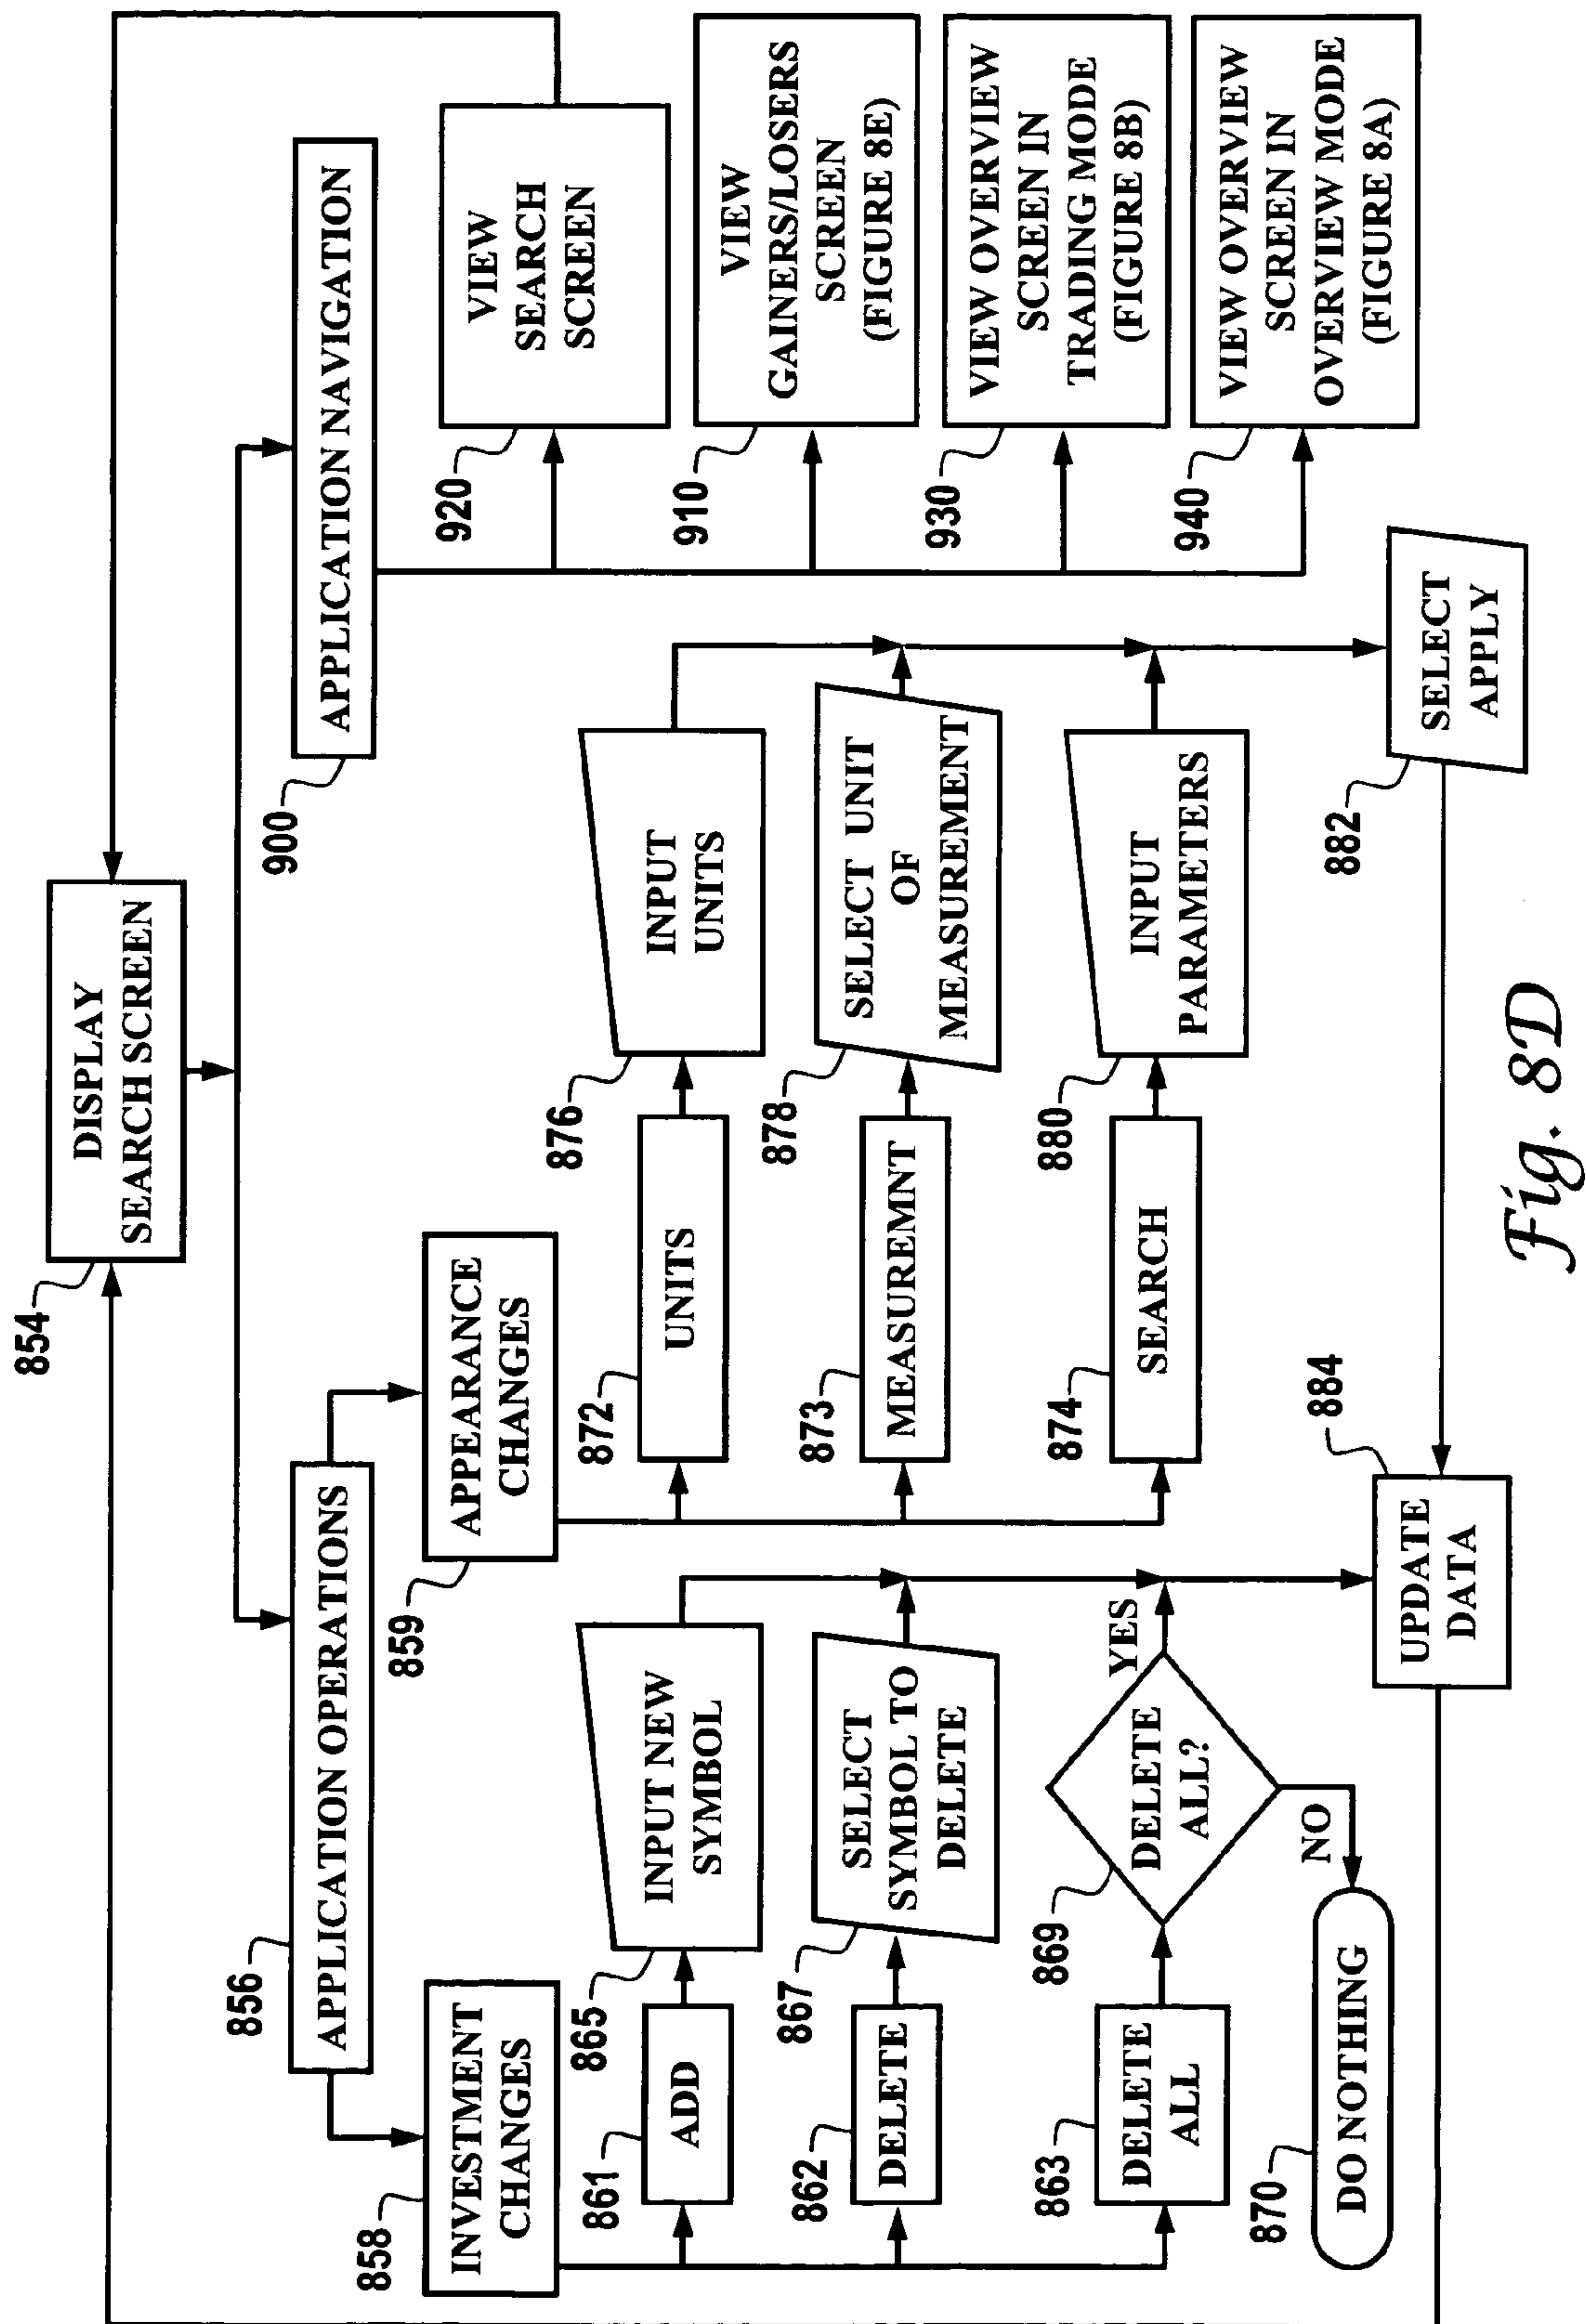 854
DISPLAY
SEARCH SCREEN
856
APPLICATION OPERATIONS
900
APPLICATION NAVIGATION
858
INVESTMENT
CHANGES
859
APPEARANCE
CHANGES
861
ADD
865
INPUT NEW
SYMBOL
862
DELETE
867
SELECT
SYMBOL TO
DELETE
863
DELETE
ALL
869
DELETE
ALL?
YES
NO
870
DO NOTHING
872
UNITS
876
INPUT
UNITS
873
MEASUREMNT
878
SELECT UNIT
OF
MEASUREMENT
874
SEARCH
880
INPUT
PARAMETERS
882
SELECT
APPLY
884
UPDATE
DATA
920
VIEW
SEARCH
SCREEN
910
VIEW
GAINERS/LOSERS
SCREEN
(FIGURE 8E)
930
VIEW OVERVIEW
SCREEN IN
TRADING MODE
(FIGURE 8B)
940
VIEW OVERVIEW
SCREEN IN
OVERVIEW MODE
(FIGURE 8A)
Fig. 8D